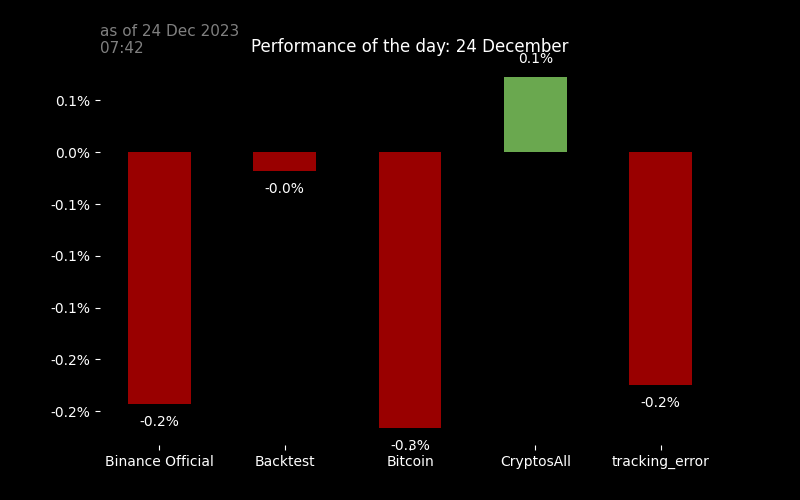 as of 24 Dec 2023
07:42
Performance of the day: 24 December
0.1%
0.1%
0.0%
-0.0%
-0.1%
-0.1%
-0.1%
-0.2%
-0.2%
-0.2%
-0.2%
-0.3%
Binance Official
Backtest
Bitcoin
CryptosAll
tracking_error